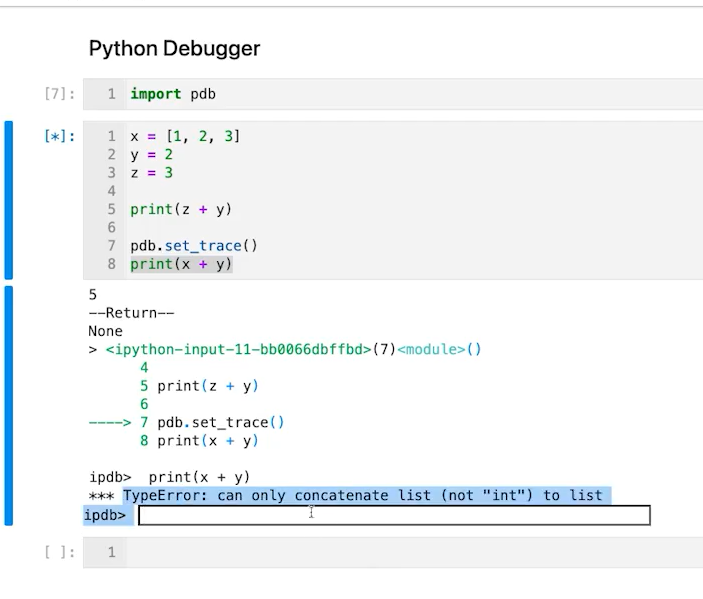 Python Debugger
[7]: 1 import pdb
[*]: 1 x = [1, 2, 3]
2 y = 2
3 z = 3
4
5 print(z + y)
6
7 pdb.set_trace()
8 print(x + y)
5
--Return--
None
> <ipython-input-11-bb0066dbffbd>(7)<module>()
4
5 print(z + y)
6
----> 7 pdb.set_trace()
8 print(x + y)
ipdb> print(x + y)
*** TypeError: can only concatenate list (not "int") to list
ipdb>
[ ]: 1